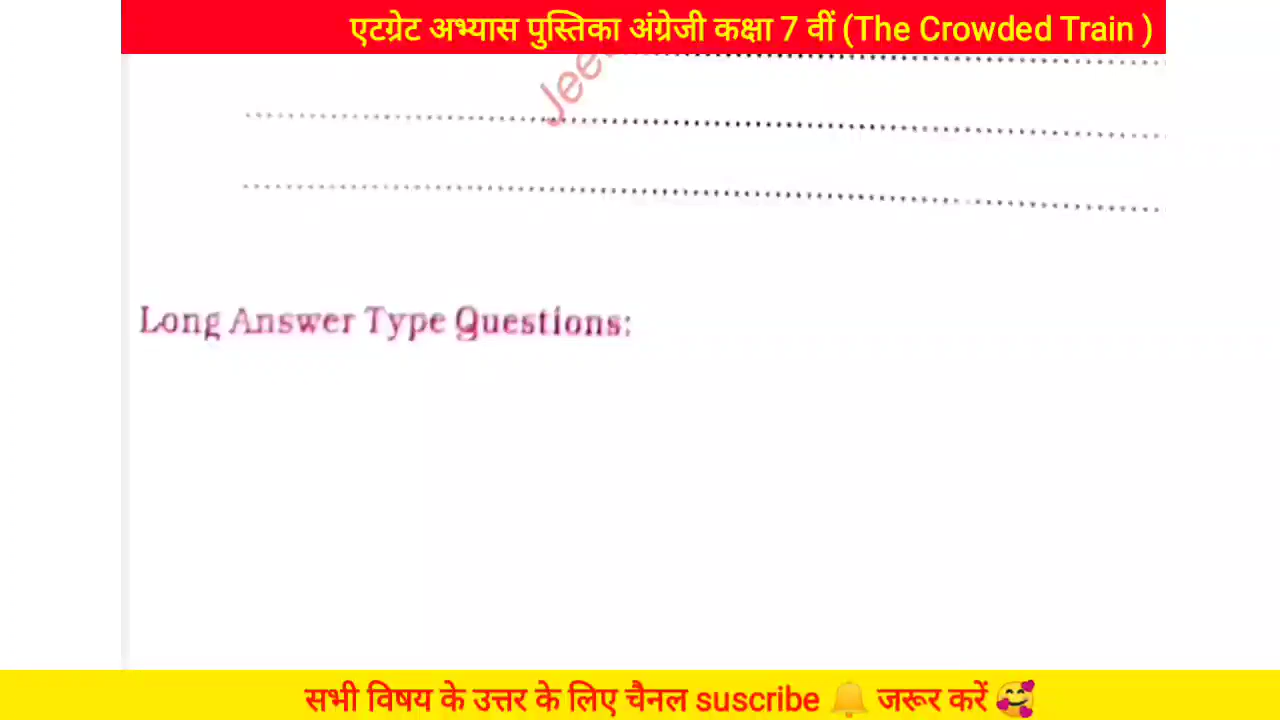 एटग्रेट अभ्यास पुस्तिका अंग्रेजी कक्षा 7 वीं (The Crowded Train )
Long Answer Type Questions:
सभी विषय के उत्तर के लिए चैनल suscribe 🔔 जरूर करें 🥰